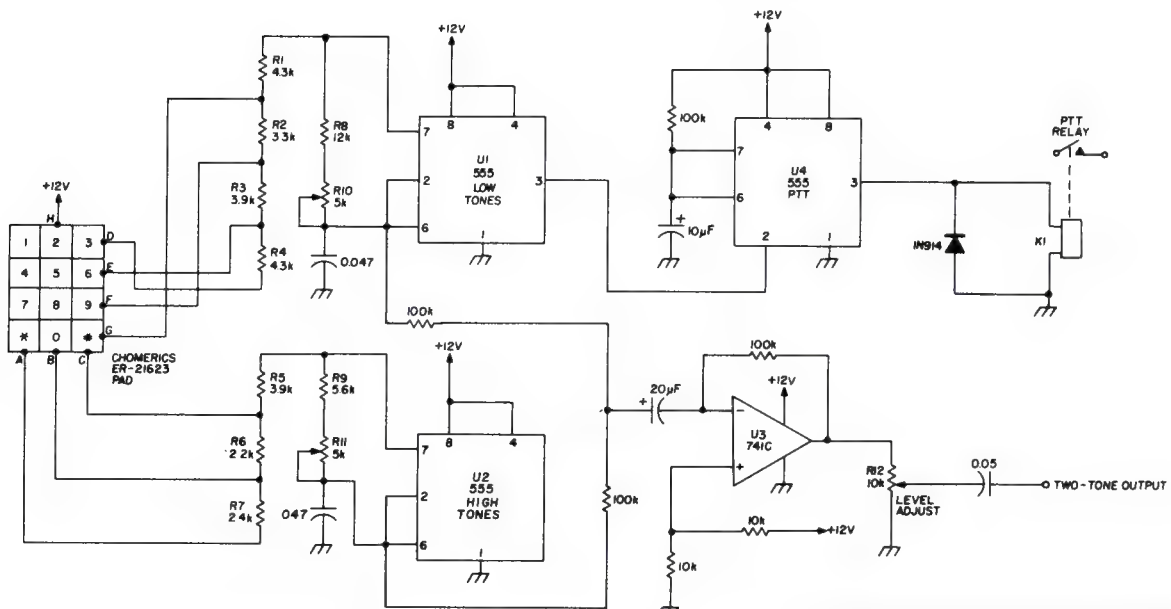 +12V
H
1 2 3 D
4 5 6 E
7 8 9 F
* 0 * G
A B C
CHOMERICS
ER-21623
PAD
R1
4.3k
R2
3.3k
R3
3.9k
R4
4.3k
R8
12k
R10
5k
0.047
+12V
8 4
7
2
6
U1
555
LOW
TONES
3
1
100k
+12V
100k
10µF
+
4 8
7
6
U4
555
PTT
3
2
1
1N914
PTT
RELAY
K1
R5
3.9k
R6
2.2k
R7
2.4k
R9
5.6k
R11
5k
.047
+12V
8 4
7
2
6
U2
555
HIGH
TONES
1
100k
+
20µF
100k
+12V
−
+
U3
741C
10k
+12V
10k
R12
10k
LEVEL
ADJUST
0.05
TWO-TONE OUTPUT